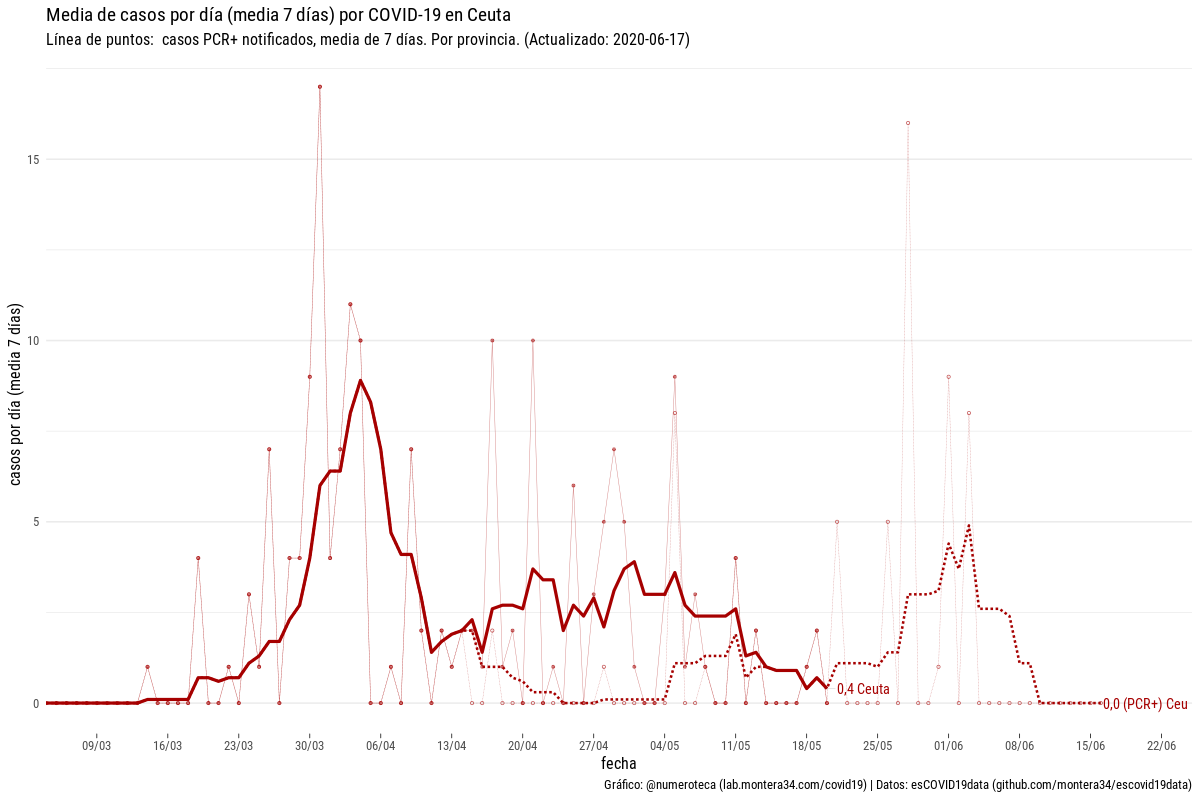 Media de casos por día (media 7 días) por COVID-19 en Ceuta
Línea de puntos:  casos PCR+ notificados, media de 7 días. Por provincia. (Actualizado: 2020-06-17)
casos por día (media 7 días)
15
10
5
0
0,4 Ceuta
0,0 (PCR+) Ceu
09/03 16/03 23/03 30/03 06/04 13/04 20/04 27/04 04/05 11/05 18/05 25/05 01/06 08/06 15/06 22/06
fecha
Gráfico: @numeroteca (lab.montera34.com/covid19) | Datos: esCOVID19data (github.com/montera34/escovid19data)